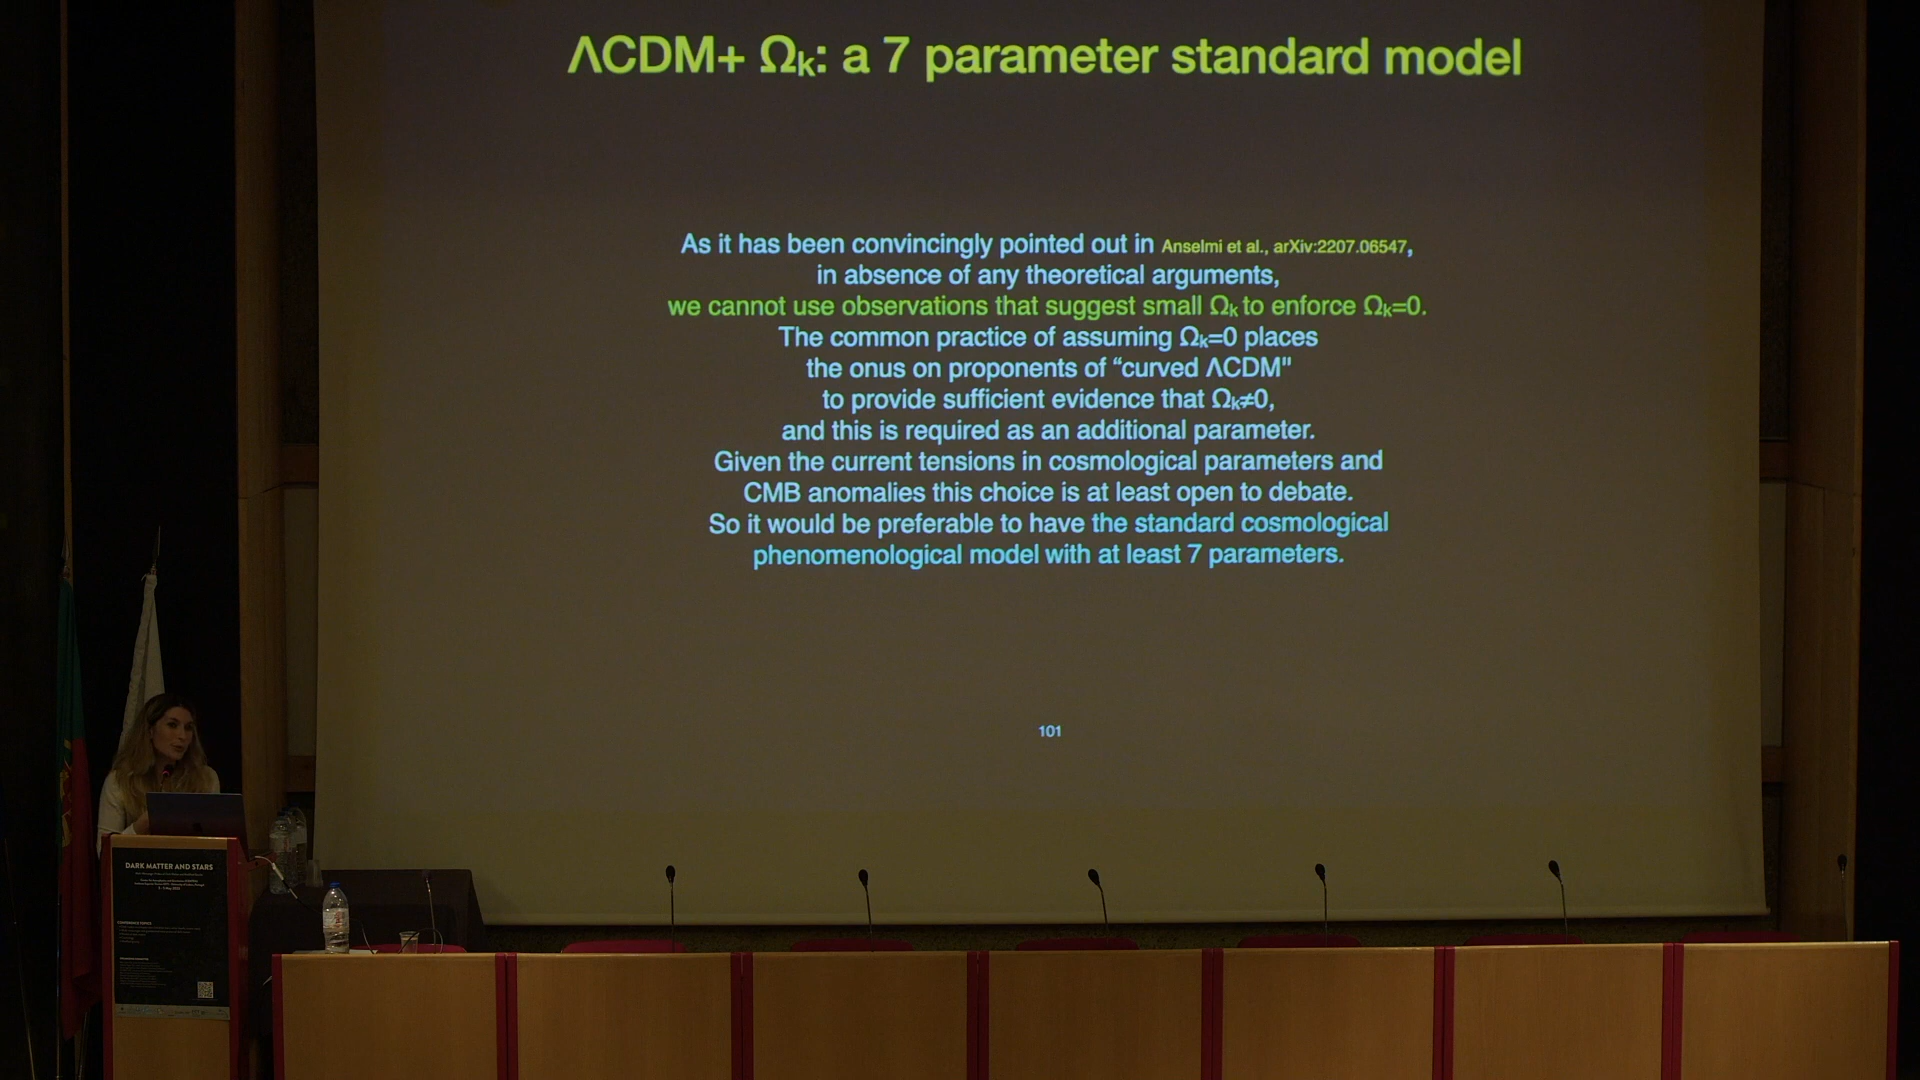 ΛCDM+ Ωk: a 7 parameter standard model
As it has been convincingly pointed out in Anselmi et al., arXiv:2207.06547,
in absence of any theoretical arguments,
we cannot use observations that suggest small Ωk to enforce Ωk=0.
The common practice of assuming Ωk=0 places
the onus on proponents of “curved ΛCDM"
to provide sufficient evidence that Ωk≠0,
and this is required as an additional parameter.
Given the current tensions in cosmological parameters and
CMB anomalies this choice is at least open to debate.
So it would be preferable to have the standard cosmological
phenomenological model with at least 7 parameters.
101
DARK MATTER AND STARS
CONFERENCE TOPICS